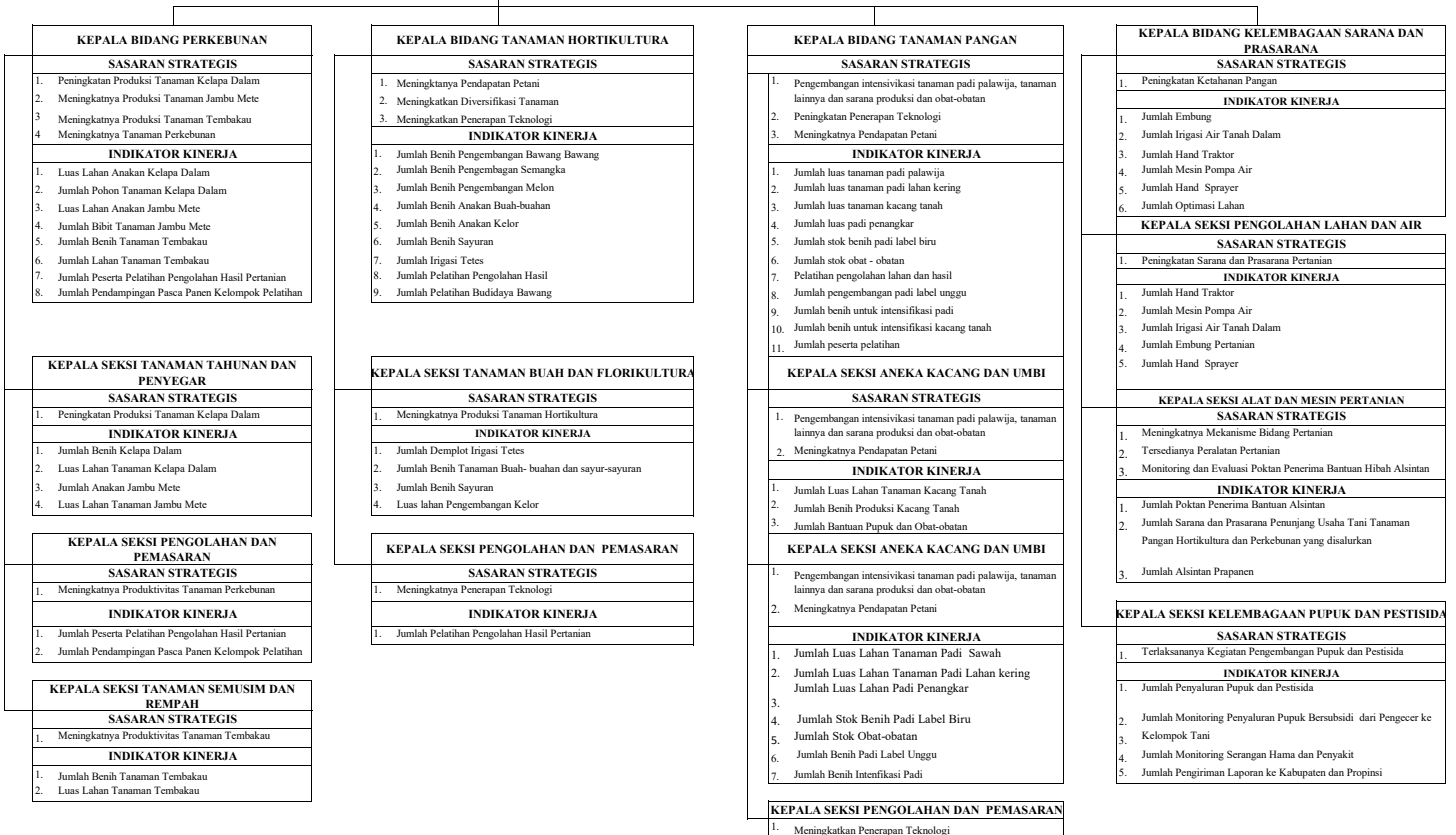 KEPALA BIDANG PERKEBUNAN
SASARAN STRATEGIS
1. Peningkatan Produksi Tanaman Kelapa Dalam
2. Meningkatnya Produksi Tanaman Jambu Mete
3 Meningkatnya Produksi Tanaman Tembakau
4 Meningkatnya Tanaman Perkebunan
INDIKATOR KINERJA
1. Luas Lahan Anakan Kelapa Dalam
2. Jumlah Pohon Tanaman Kelapa Dalam
3. Luas Lahan Anakan Jambu Mete
4. Jumlah Bibit Tanaman Jambu Mete
5. Jumlah Benih Tanaman Tembakau
6. Jumlah Lahan Tanaman Tembakau
7. Jumlah Peserta Pelatihan Pengolahan Hasil Pertanian
8. Jumlah Pendampingan Pasca Panen Kelompok Pelatihan
KEPALA SEKSI TANAMAN TAHUNAN DAN
PENYEGAR
SASARAN STRATEGIS
1. Peningkatan Produksi Tanaman Kelapa Dalam
INDIKATOR KINERJA
1. Jumlah Benih Kelapa Dalam
2. Luas Lahan Tanaman Kelapa Dalam
3. Jumlah Anakan Jambu Mete
4. Luas Lahan Tanaman Jambu Mete
KEPALA SEKSI PENGOLAHAN DAN
PEMASARAN
SASARAN STRATEGIS
1. Meningkatnya Produktivitas Tanaman Perkebunan
INDIKATOR KINERJA
1. Jumlah Peserta Pelatihan Pengolahan Hasil Pertanian
2. Jumlah Pendampingan Pasca Panen Kelompok Pelatihan
KEPALA SEKSI TANAMAN SEMUSIM DAN
REMPAH
SASARAN STRATEGIS
1. Meningkatnya Produktivitas Tanaman Tembakau
INDIKATOR KINERJA
1. Jumlah Benih Tanaman Tembakau
2. Luas Lahan Tanaman Tembakau
KEPALA BIDANG TANAMAN HORTIKULTURA
SASARAN STRATEGIS
1. Meningktanya Pendapatan Petani
2. Meningkatkan Diversifikasi Tanaman
3. Meningkatkan Penerapan Teknologi
INDIKATOR KINERJA
1. Jumlah Benih Pengembangan Bawang Bawang
2. Jumlah Benih Pengembagan Semangka
3. Jumlah Benih Pengembangan Melon
4. Jumlah Benih Anakan Buah-buahan
5. Jumlah Benih Anakan Kelor
6. Jumlah Benih Sayuran
7. Jumlah Irigasi Tetes
8. Jumlah Pelatihan Pengolahan Hasil
9. Jumlah Pelatihan Budidaya Bawang
KEPALA SEKSI TANAMAN BUAH DAN FLORIKULTURA
SASARAN STRATEGIS
1. Meningkatnya Produksi Tanaman Hortikultura
INDIKATOR KINERJA
1. Jumlah Demplot Irigasi Tetes
2. Jumlah Benih Tanaman Buah- buahan dan sayur-sayuran
3. Jumlah Benih Sayuran
4. Luas lahan Pengembangan Kelor
KEPALA SEKSI PENGOLAHAN DAN PEMASARAN
SASARAN STRATEGIS
1. Meningkatnya Penerapan Teknologi
INDIKATOR KINERJA
1. Jumlah Pelatihan Pengolahan Hasil Pertanian
KEPALA BIDANG TANAMAN PANGAN
SASARAN STRATEGIS
1. Pengembangan intensivikasi tanaman padi palawija, tanaman
lainnya dan sarana produksi dan obat-obatan
2. Peningkatan Penerapan Teknologi
3. Meningkatnya Pendapatan Petani
INDIKATOR KINERJA
1. Jumlah luas tanaman padi palawija
2. Jumlah luas tanaman padi lahan kering
3. Jumlah luas tanaman kacang tanah
4. Jumlah luas padi penangkar
5. Jumlah stok benih padi label biru
6. Jumlah stok obat - obatan
7. Pelatihan pengolahan lahan dan hasil
8. Jumlah pengembangan padi label unggu
9. Jumlah benih untuk intensifikasi padi
10. Jumlah benih untuk intensifikasi kacang tanah
11. Jumlah peserta pelatihan
KEPALA SEKSI ANEKA KACANG DAN UMBI
SASARAN STRATEGIS
1. Pengembangan intensivikasi tanaman padi palawija, tanaman
lainnya dan sarana produksi dan obat-obatan
2. Meningkatnya Pendapatan Petani
INDIKATOR KINERJA
1. Jumlah Luas Lahan Tanaman Kacang Tanah
2. Jumlah Benih Produksi Kacang Tanah
3. Jumlah Bantuan Pupuk dan Obat-obatan
KEPALA SEKSI ANEKA KACANG DAN UMBI
1. Pengembangan intensivikasi tanaman padi palawija, tanaman
lainnya dan sarana produksi dan obat-obatan
2. Meningkatnya Pendapatan Petani
INDIKATOR KINERJA
1. Jumlah Luas Lahan Tanaman Padi Sawah
2. Jumlah Luas Lahan Tanaman Padi Lahan kering
Jumlah Luas Lahan Padi Penangkar
3.
4. Jumlah Stok Benih Padi Label Biru
5. Jumlah Stok Obat-obatan
6. Jumlah Benih Padi Label Unggu
7. Jumlah Benih Intenfikasi Padi
KEPALA SEKSI PENGOLAHAN DAN PEMASARAN
1. Meningkatkan Penerapan Teknologi
KEPALA BIDANG KELEMBAGAAN SARANA DAN
PRASARANA
SASARAN STRATEGIS
1. Peningkatan Ketahanan Pangan
INDIKATOR KINERJA
1. Jumlah Embung
2. Jumlah Irigasi Air Tanah Dalam
3. Jumlah Hand Traktor
4. Jumlah Mesin Pompa Air
5. Jumlah Hand Sprayer
6. Jumlah Optimasi Lahan
KEPALA SEKSI PENGOLAHAN LAHAN DAN AIR
SASARAN STRATEGIS
1. Peningkatan Sarana dan Prasarana Pertanian
INDIKATOR KINERJA
1. Jumlah Hand Traktor
2. Jumlah Mesin Pompa Air
3. Jumlah Irigasi Air Tanah Dalam
4. Jumlah Embung Pertanian
5. Jumlah Hand Sprayer
KEPALA SEKSI ALAT DAN MESIN PERTANIAN
SASARAN STRATEGIS
1. Meningkatnya Mekanisme Bidang Pertanian
2. Tersedianya Peralatan Pertanian
3. Monitoring dan Evaluasi Poktan Penerima Bantuan Hibah Alsintan
INDIKATOR KINERJA
1. Jumlah Poktan Penerima Bantuan Alsintan
2. Jumlah Sarana dan Prasarana Penunjang Usaha Tani Tanaman
Pangan Hortikultura dan Perkebunan yang disalurkan
3. Jumlah Alsintan Prapanen
KEPALA SEKSI KELEMBAGAAN PUPUK DAN PESTISIDA
SASARAN STRATEGIS
1. Terlaksananya Kegiatan Pengembangan Pupuk dan Pestisida
INDIKATOR KINERJA
1. Jumlah Penyaluran Pupuk dan Pestisida
2. Jumlah Monitoring Penyaluran Pupuk Bersubsidi dari Pengecer ke
3. Kelompok Tani
4. Jumlah Monitoring Serangan Hama dan Penyakit
5. Jumlah Pengiriman Laporan ke Kabupaten dan Propinsi